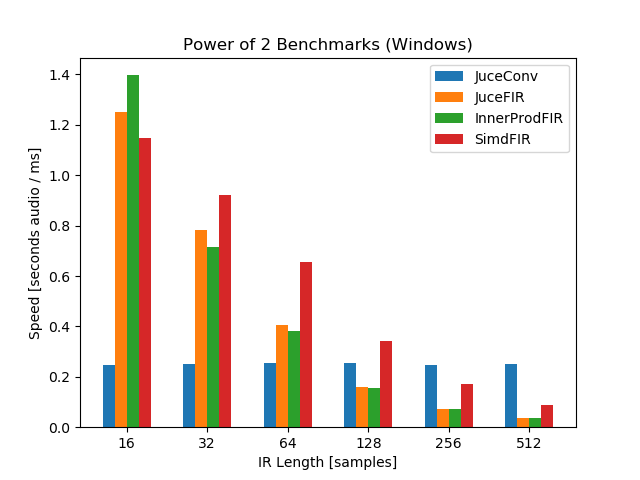 Power of 2 Benchmarks (Windows)
JuceConv
JuceFIR
InnerProdFIR
SimdFIR
Speed [seconds audio / ms]
1.4
1.2
1.0
0.8
0.6
0.4
0.2
0.0
16 32 64 128 256 512
IR Length [samples]